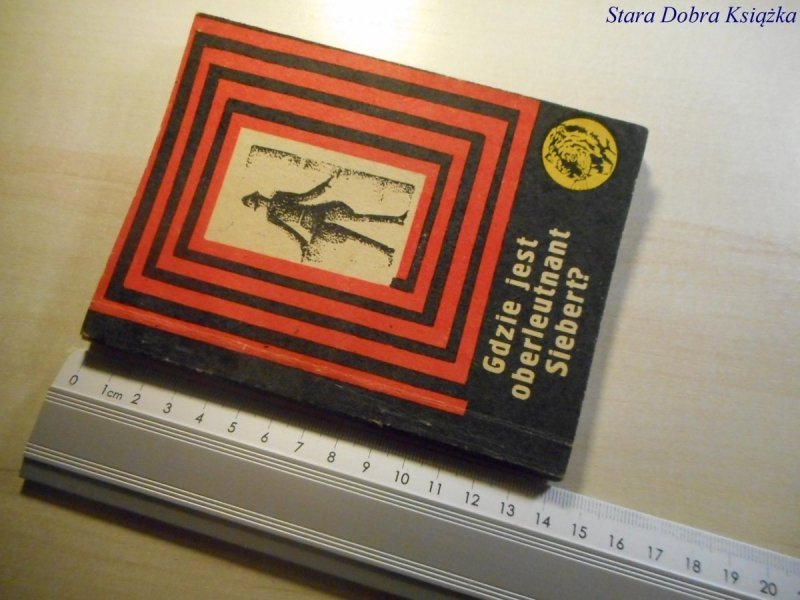 Stara Dobra Książka
Gdzie jest
oberleutnant
Siebert?
0 1cm 2 3 4 5 6 7 8 9 10 11 12 13 14 15 16 17 18 19 20